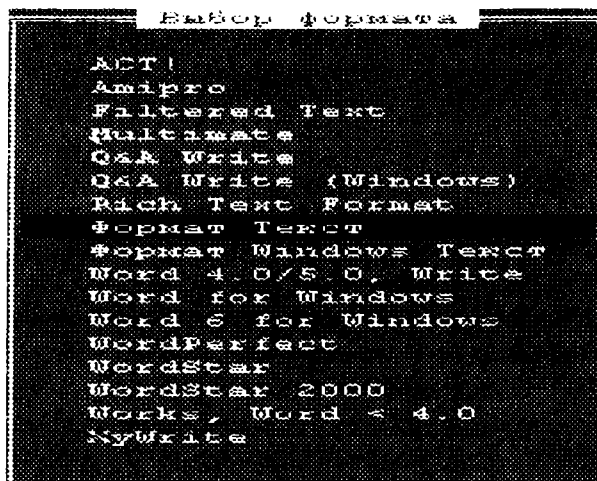 Выбор формата
ACT!
Amipro
Filtered Text
Multimate
Q&A Write
Q&A Write (Windows)
Rich Text Format
Формат Текст
Формат Windows Текст
Word 4.0/5.0, Write
Word for Windows
Word 6 for Windows
WordPerfect
WordStar
WordStar 2000
Works, Word < 4.0
XyWrite